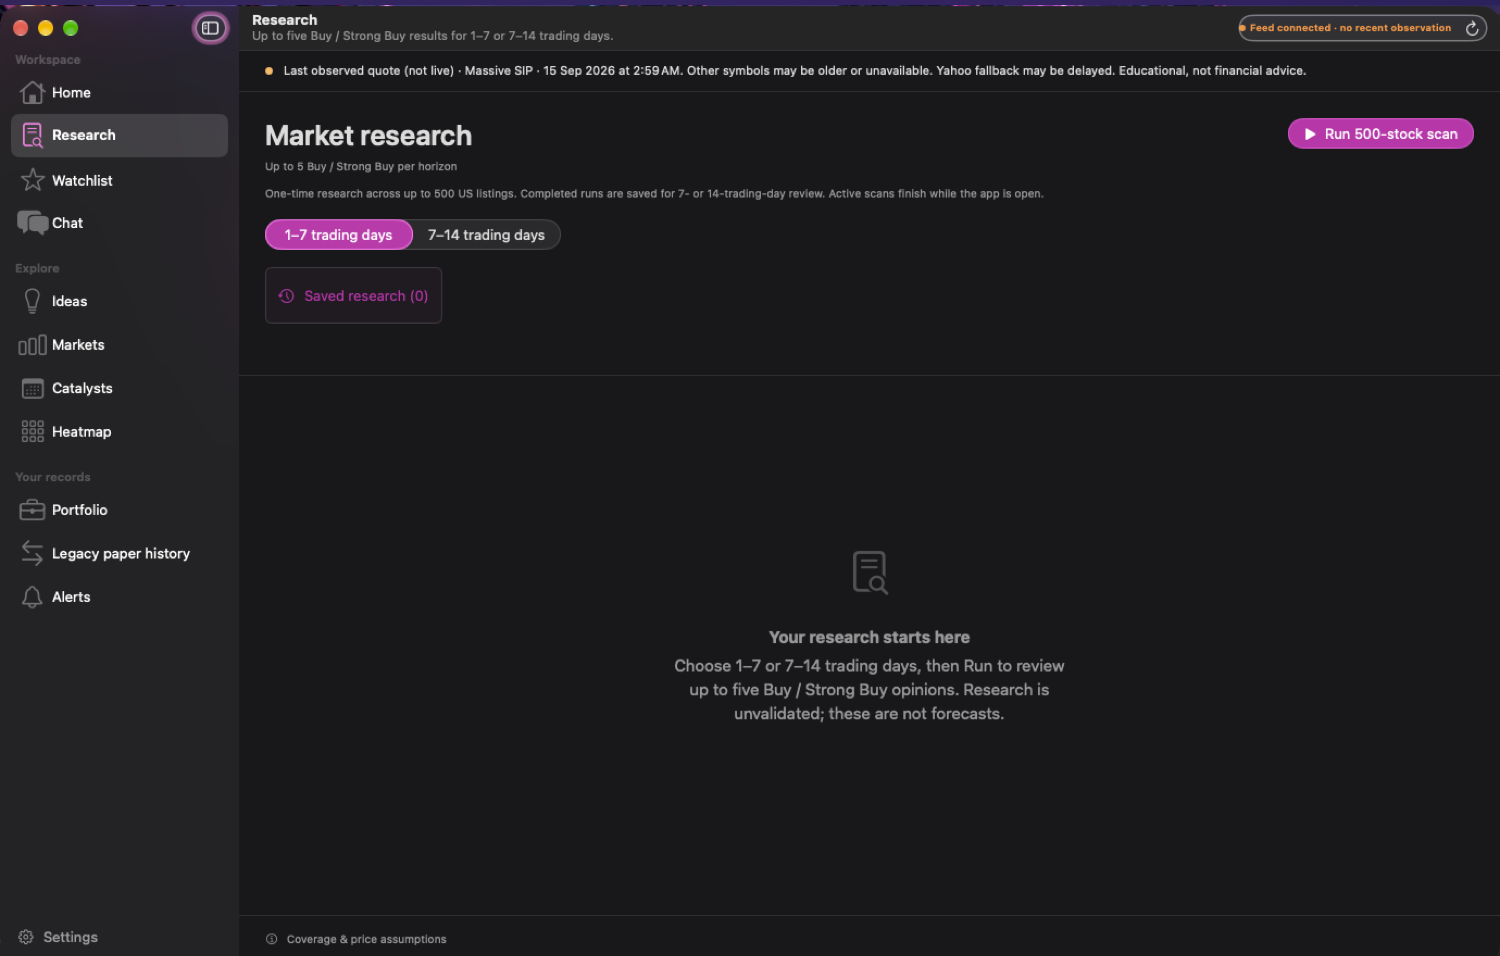 Workspace
Home
Research
Watchlist
Chat
Explore
Ideas
Markets
Catalysts
Heatmap
Your records
Portfolio
Legacy paper history
Alerts
Settings
Research
Up to five Buy / Strong Buy results for 1–7 or 7–14 trading days.
Feed connected · no recent observation
Last observed quote (not live) · Massive SIP · 15 Sep 2026 at 2:59 AM. Other symbols may be older or unavailable. Yahoo fallback may be delayed. Educational, not financial advice.
Market research
Run 500-stock scan
Up to 5 Buy / Strong Buy per horizon
One-time research across up to 500 US listings. Completed runs are saved for 7- or 14-trading-day review. Active scans finish while the app is open.
1–7 trading days
7–14 trading days
Saved research (0)
Your research starts here
Choose 1–7 or 7–14 trading days, then Run to review
up to five Buy / Strong Buy opinions. Research is
unvalidated; these are not forecasts.
Coverage & price assumptions